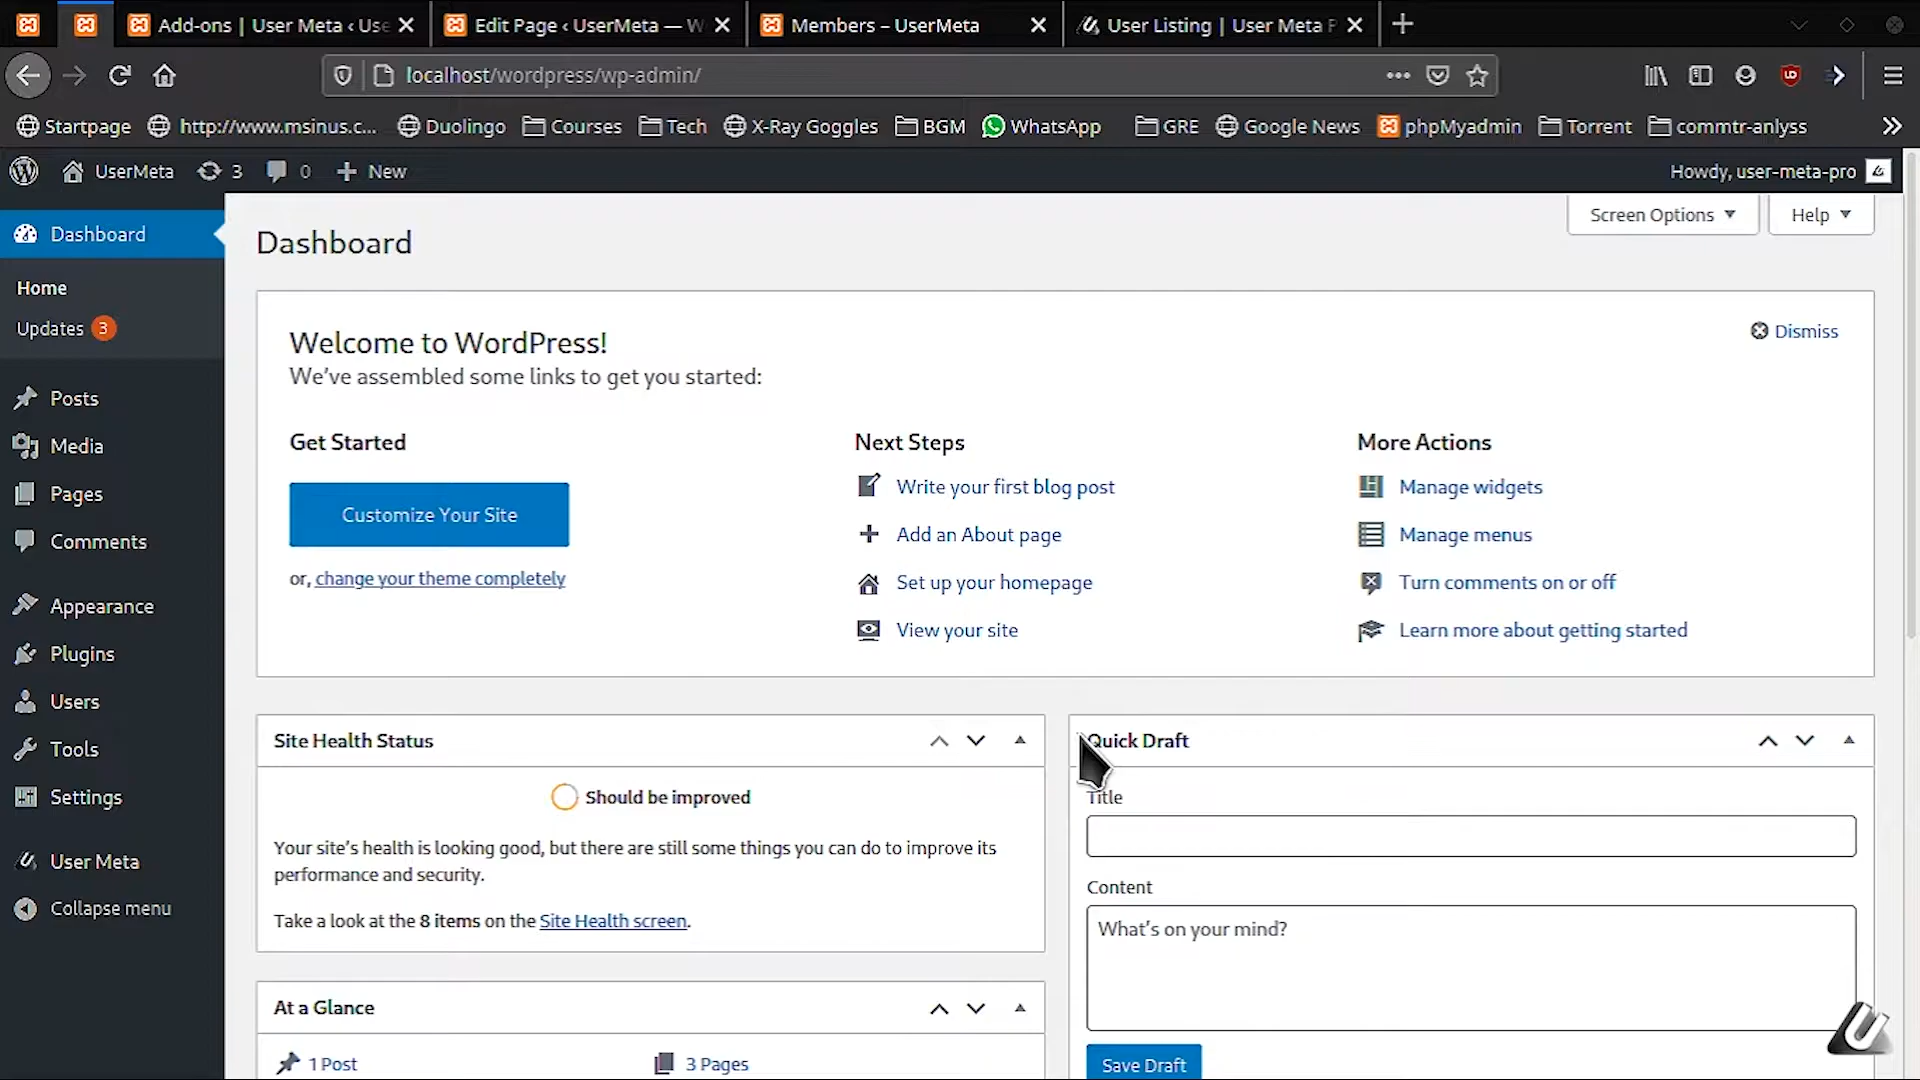 Add-ons | User Meta ‹ Use
Edit Page ‹ UserMeta — W
Members – UserMeta
User Listing | User Meta P
localhost/wordpress/wp-admin/
Startpage
http://www.msinus.c...
Duolingo
Courses
Tech
X-Ray Goggles
BGM
WhatsApp
GRE
Google News
phpMyadmin
Torrent
commtr-anlyss
UserMeta
3
0
New
Howdy, user-meta-pro
Dashboard
Home
Updates 3
Posts
Media
Pages
Comments
Appearance
Plugins
Users
Tools
Settings
User Meta
Collapse menu
Screen Options
Help
Dashboard
Welcome to WordPress!
We've assembled some links to get you started:
Dismiss
Get Started
Customize Your Site
or, change your theme completely
Next Steps
Write your first blog post
Add an About page
Set up your homepage
View your site
More Actions
Manage widgets
Manage menus
Turn comments on or off
Learn more about getting started
Site Health Status
Should be improved
Your site's health is looking good, but there are still some things you can do to improve its
performance and security.
Take a look at the 8 items on the Site Health screen.
At a Glance
1 Post
3 Pages
Quick Draft
Title
Content
What's on your mind?
Save Draft